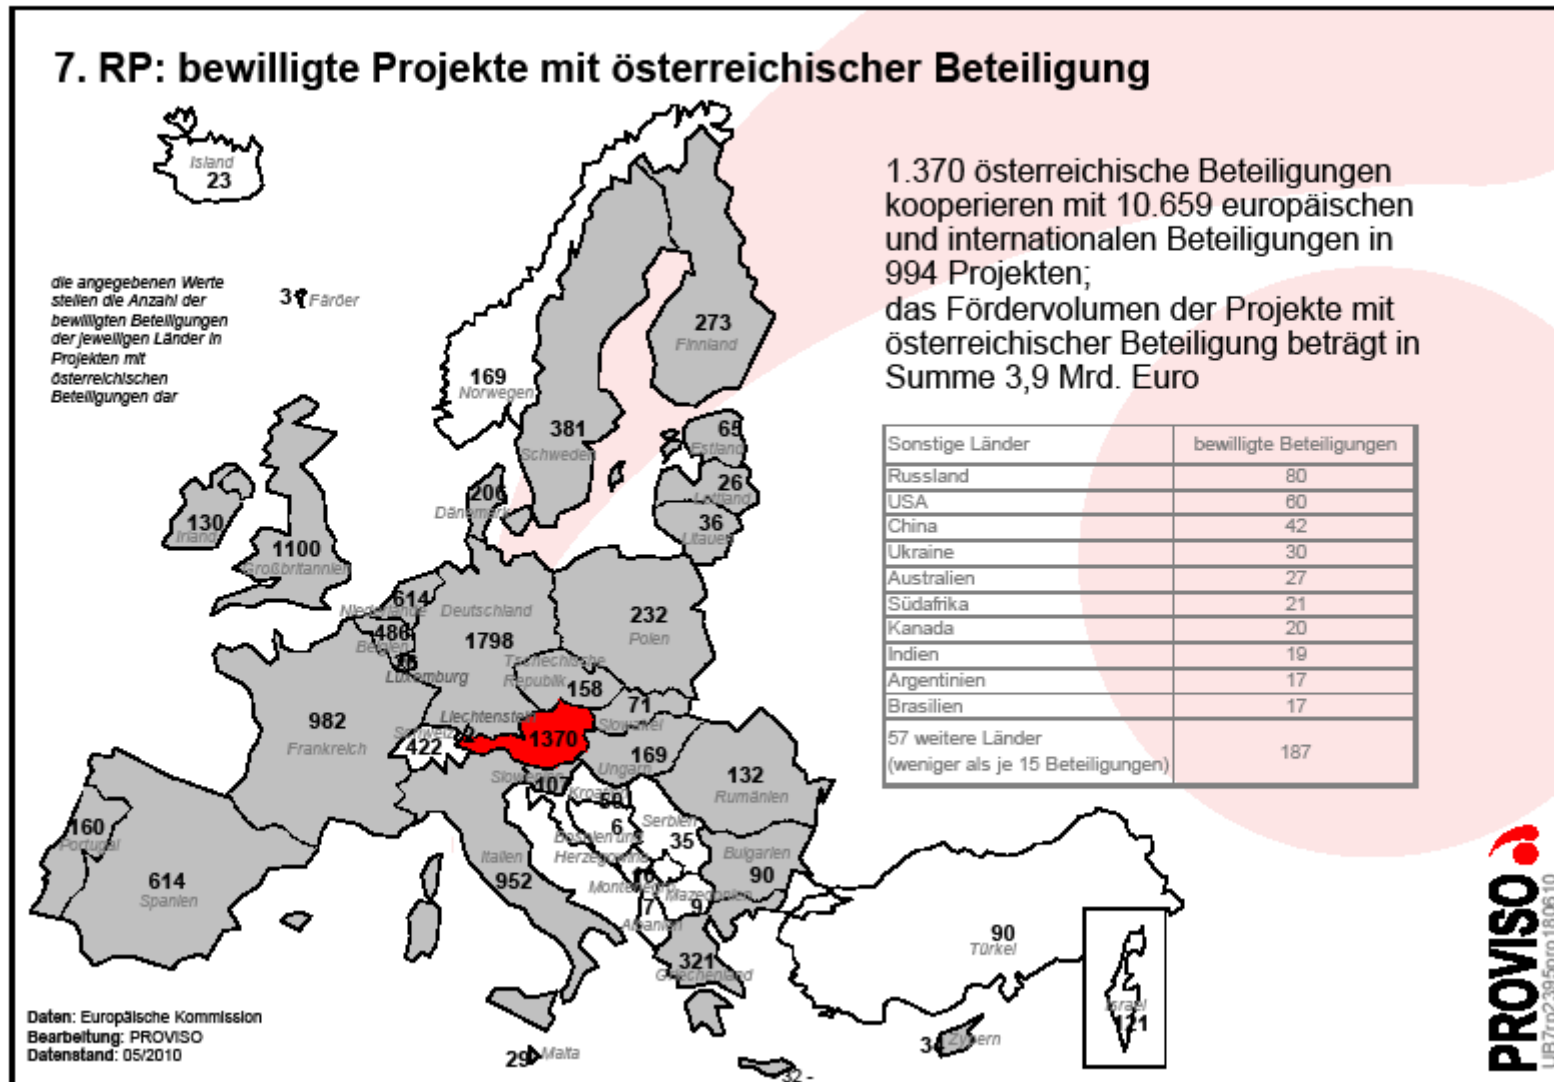 7. RP: bewilligte Projekte mit österreichischer Beteiligung
Island
23
die angegebenen Werte
stellen die Anzahl der
bewilligten Beteiligungen
der jeweiligen Länder in
Projekten mit
österreichischen
Beteiligungen dar
3 Färöer
1.370 österreichische Beteiligungen
kooperieren mit 10.659 europäischen
und internationalen Beteiligungen in
994 Projekten;
das Fördervolumen der Projekte mit
österreichischer Beteiligung beträgt in
Summe 3,9 Mrd. Euro
273
Finnland
169
Norwegen
381
Schweden
65
Estland
26
Lettland
36
Litauen
206
Dänemark
130
Irland
1100
Großbritannien
614
Niederlande
486
Belgien
Luxemburg
Deutschland
1798
232
Polen
Tschechische
Republik
158
71
Slowakei
Liechtenstein
Schweiz
422
1370
982
Frankreich
169
Ungarn
Slowenien
107
Kroatien
50
132
Rumänien
6
Bosnien und
Herzegowina
Serbien
35
Bulgarien
90
Montenegro
10
Mazedonien
9
7
Albanien
Italien
952
160
Portugal
614
Spanien
321
Griechenland
90
Türkei
Israel
121
Zypern
29 Malta
Sonstige Länder bewilligte Beteiligungen
Russland 80
USA 60
China 42
Ukraine 30
Australien 27
Südafrika 21
Kanada 20
Indien 19
Argentinien 17
Brasilien 17
57 weitere Länder
(weniger als je 15 Beteiligungen) 187
Daten: Europäische Kommission
Bearbeitung: PROVISO
Datenstand: 05/2010
PROVISO
UB7rp2395pro180610